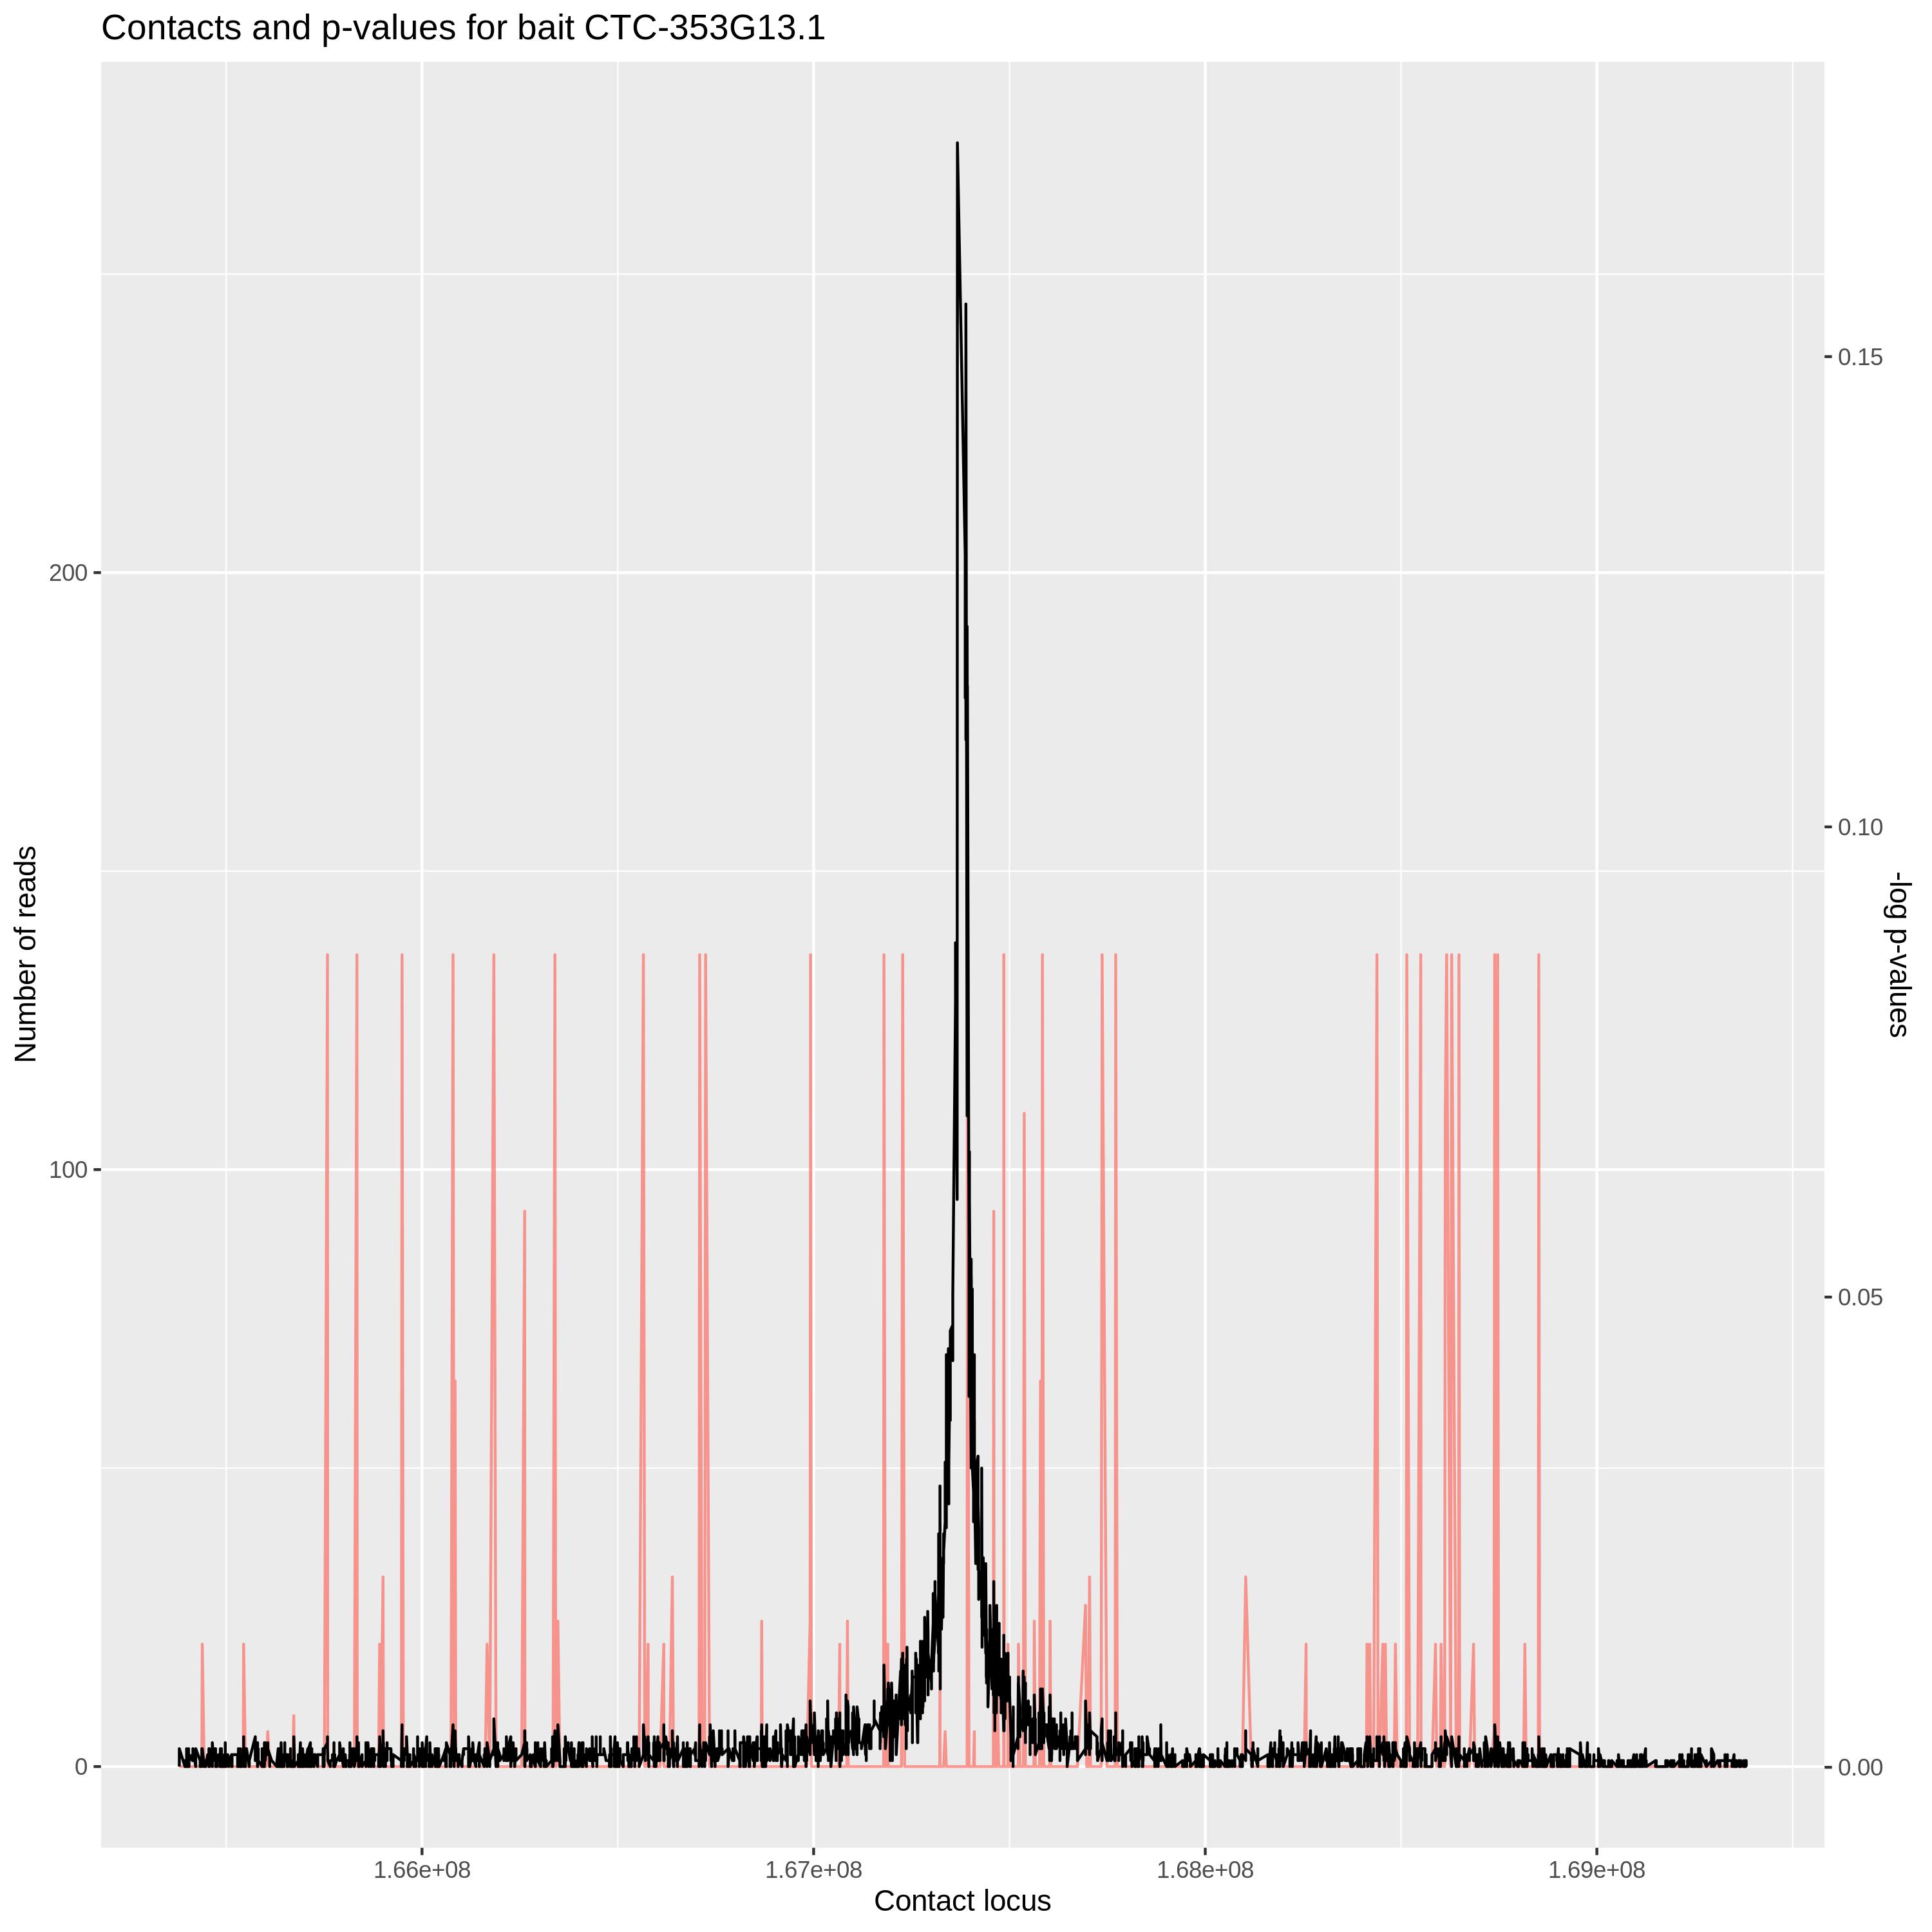 Contacts and p-values for bait CTC-353G13.1
Number of reads
200
100
0
0.15
0.10
0.05
0.00
-log p-values
1.66e+08
1.67e+08
1.68e+08
1.69e+08
Contact locus